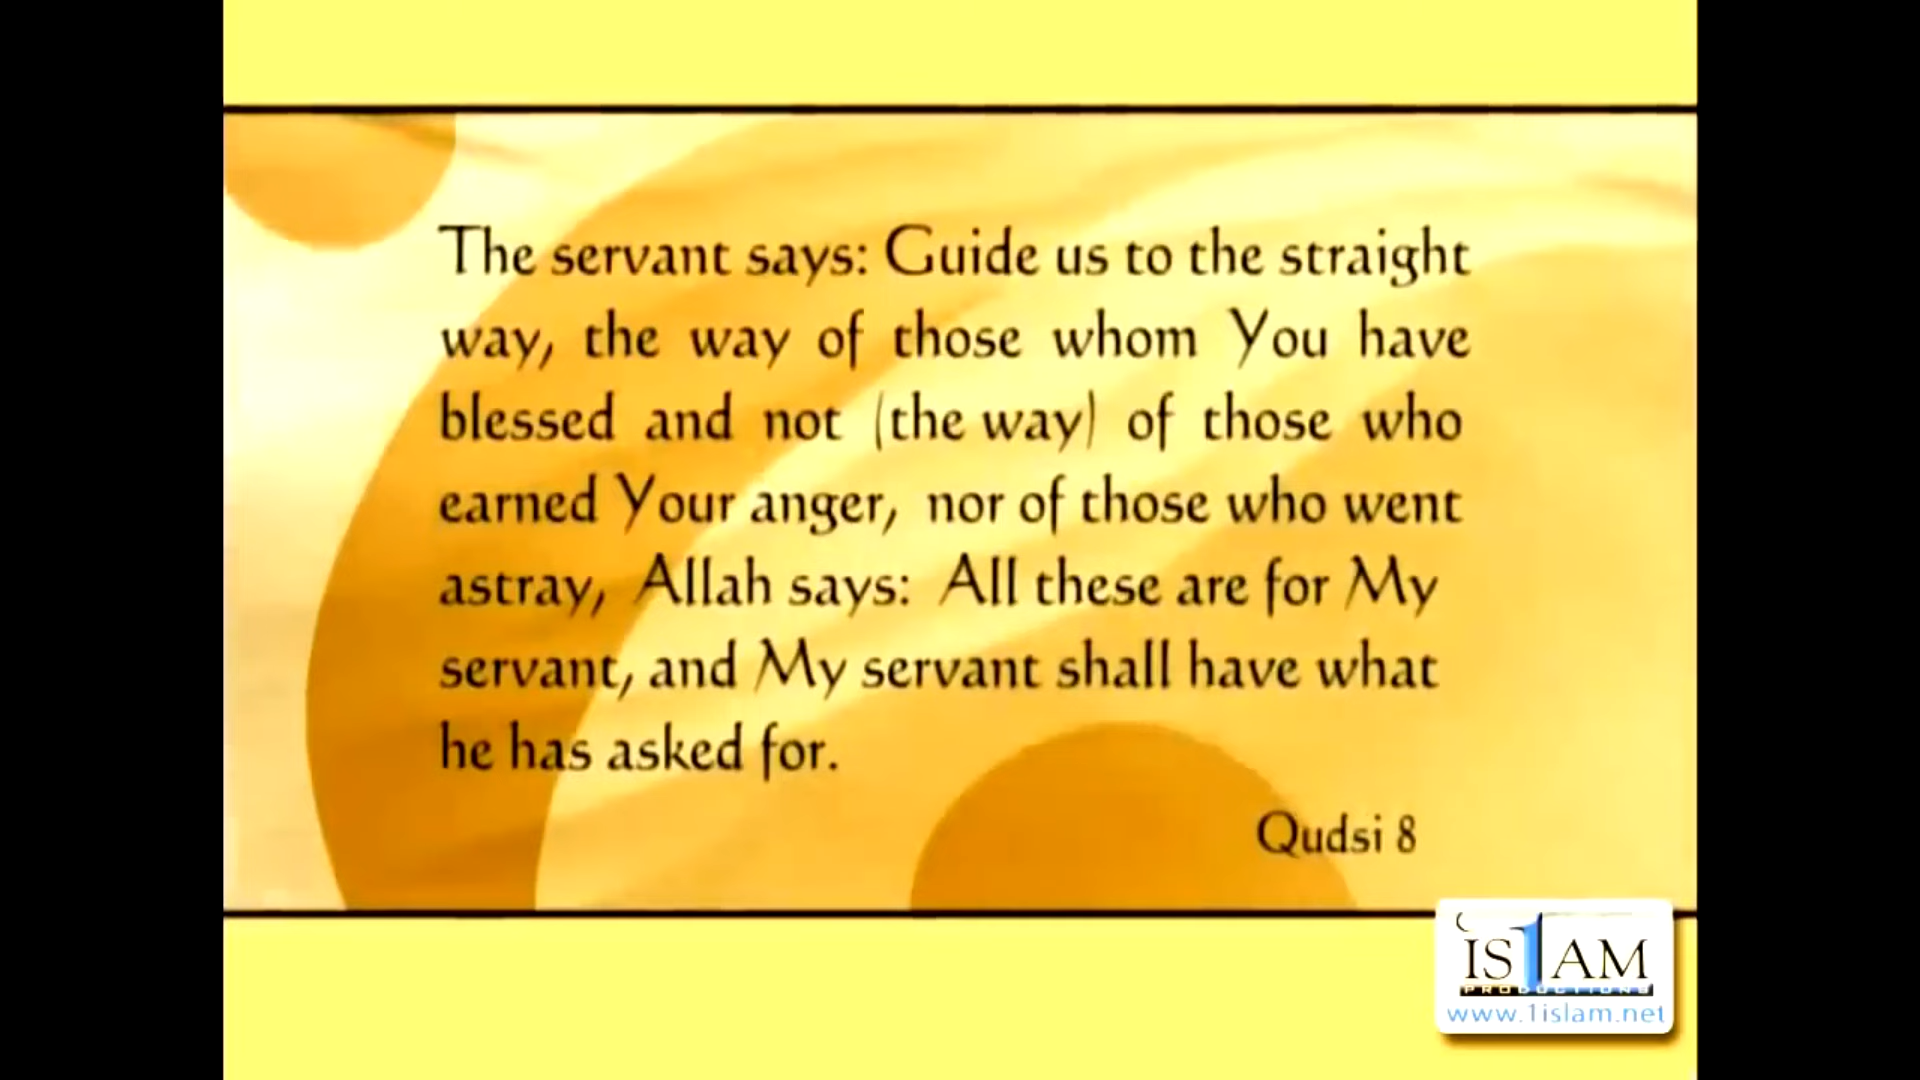 The servant says: Guide us to the straight
way, the way of those whom You have
blessed and not (the way) of those who
earned Your anger, nor of those who went
astray, Allah says: All these are for My
servant, and My servant shall have what
he has asked for.
Qudsi 8
IS1AM
PRODUCTIONS
www.1islam.net